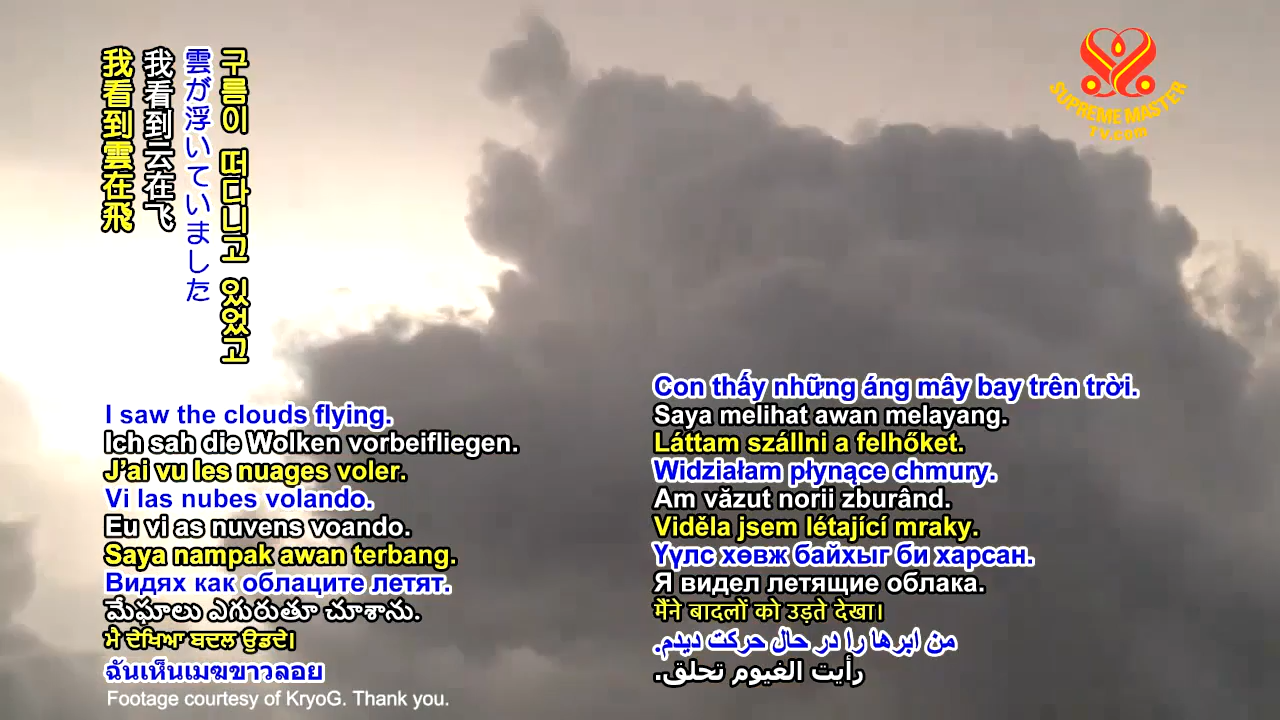 我看到雲在飛
我看到云在飞
雲が浮いていました
구름이 떠다니고 있었고
SUPREME MASTER
TV.com
I saw the clouds flying.
Ich sah die Wolken vorbeifliegen.
J'ai vu les nuages voler.
Vi las nubes volando.
Eu vi as nuvens voando.
Saya nampak awan terbang.
Видях как облаците летят.
మేఘాలు ఎగురుతూ చూశాను.
ਮੈ ਦੇਖਿਆ ਬਦਲ ਉਡਦੇ।
ฉันเห็นเมฆขาวลอย
Footage courtesy of KryoG. Thank you.
Con thấy những áng mây bay trên trời.
Saya melihat awan melayang.
Láttam szállni a felhőket.
Widziałam płynące chmury.
Am văzut norii zburând.
Viděla jsem létající mraky.
Үүлс хөвж байхыг би харсан.
Я видел летящие облака.
मैंने बादलों को उड़ते देखा।
من ابرها را در حال حرکت دیدم.
رأيت الغيوم تحلق.